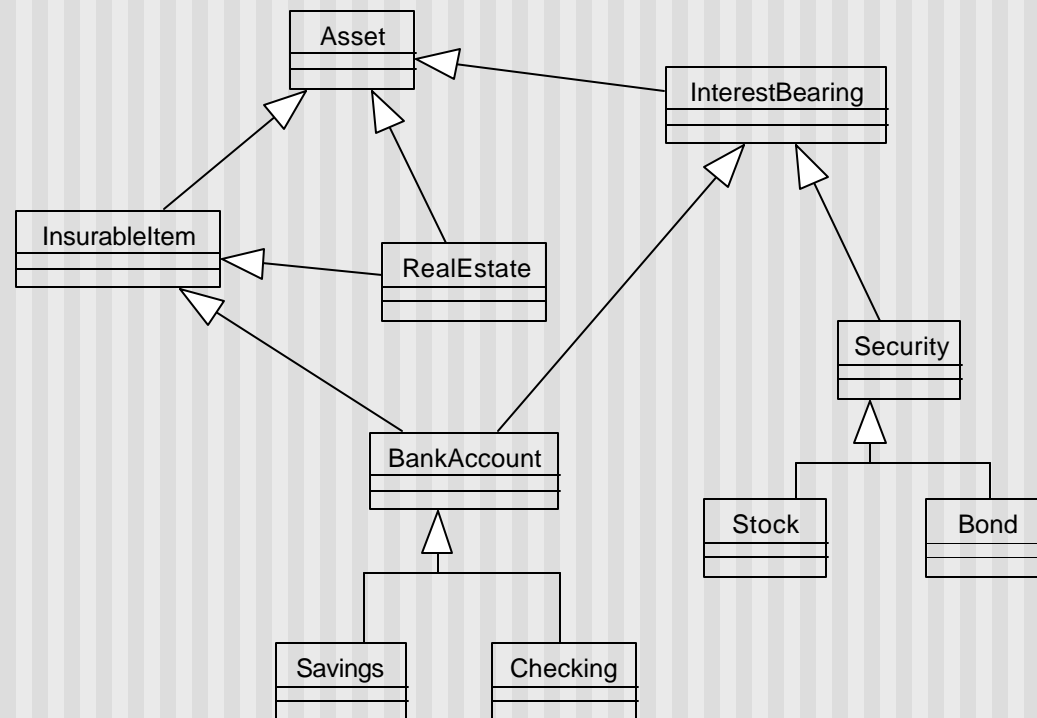 Asset
InterestBearing
InsurableItem
RealEstate
Security
BankAccount
Stock
Bond
Savings
Checking